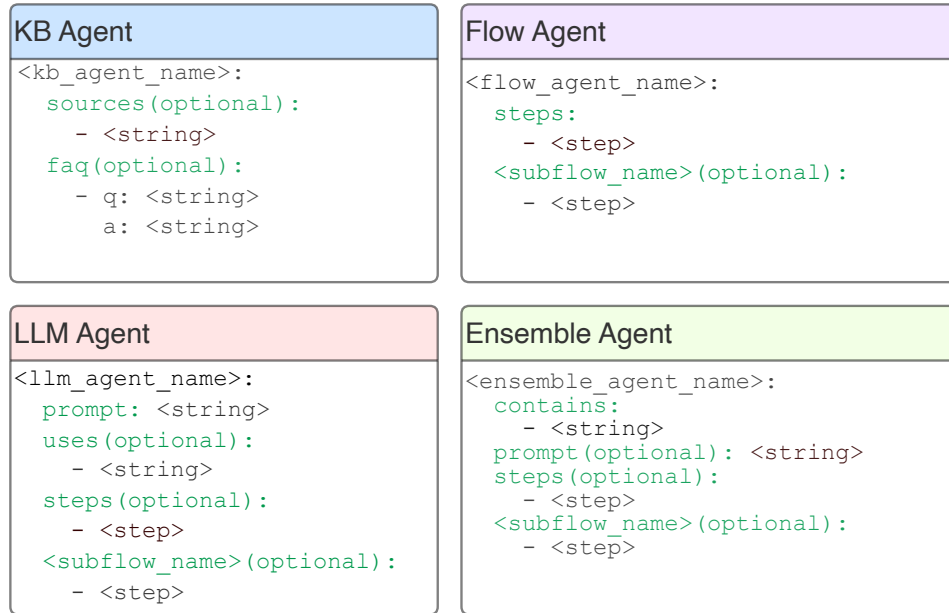 KB Agent
<kb_agent_name>:
sources(optional):
- <string>
faq(optional):
- q: <string>
a: <string>
Flow Agent
<flow_agent_name>:
steps:
- <step>
<subflow_name>(optional):
- <step>
LLM Agent
<llm_agent_name>:
prompt: <string>
uses(optional):
- <string>
steps(optional):
- <step>
<subflow_name>(optional):
- <step>
Ensemble Agent
<ensemble_agent_name>:
contains:
- <string>
prompt(optional): <string>
steps(optional):
- <step>
<subflow_name>(optional):
- <step>